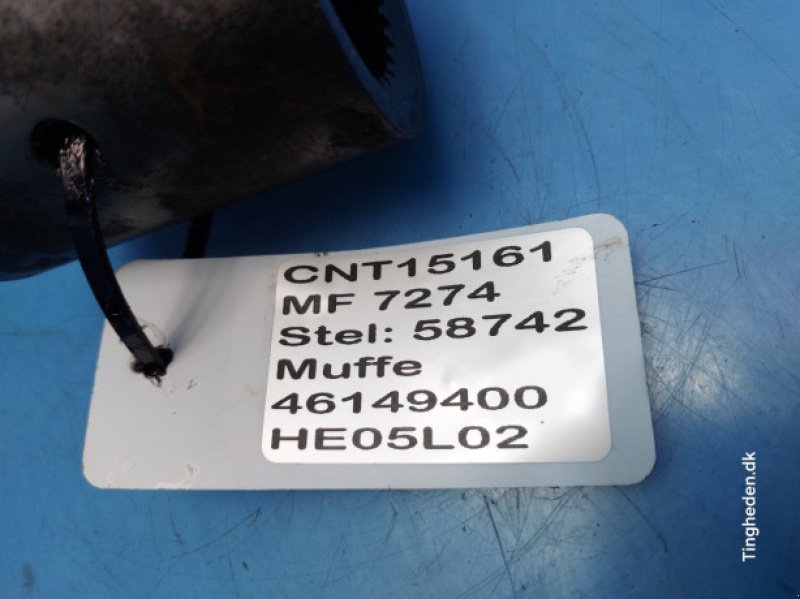 CNT15161
MF 7274
Stel: 58742
Muffe
46149400
HE05L02
Tingheden.dk